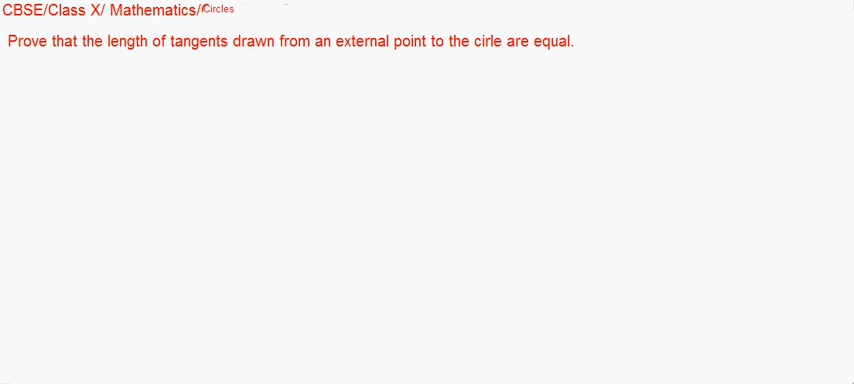 CBSE/Class X/ Mathematics/Circles
Prove that the length of tangents drawn from an external point to the cirle are equal.